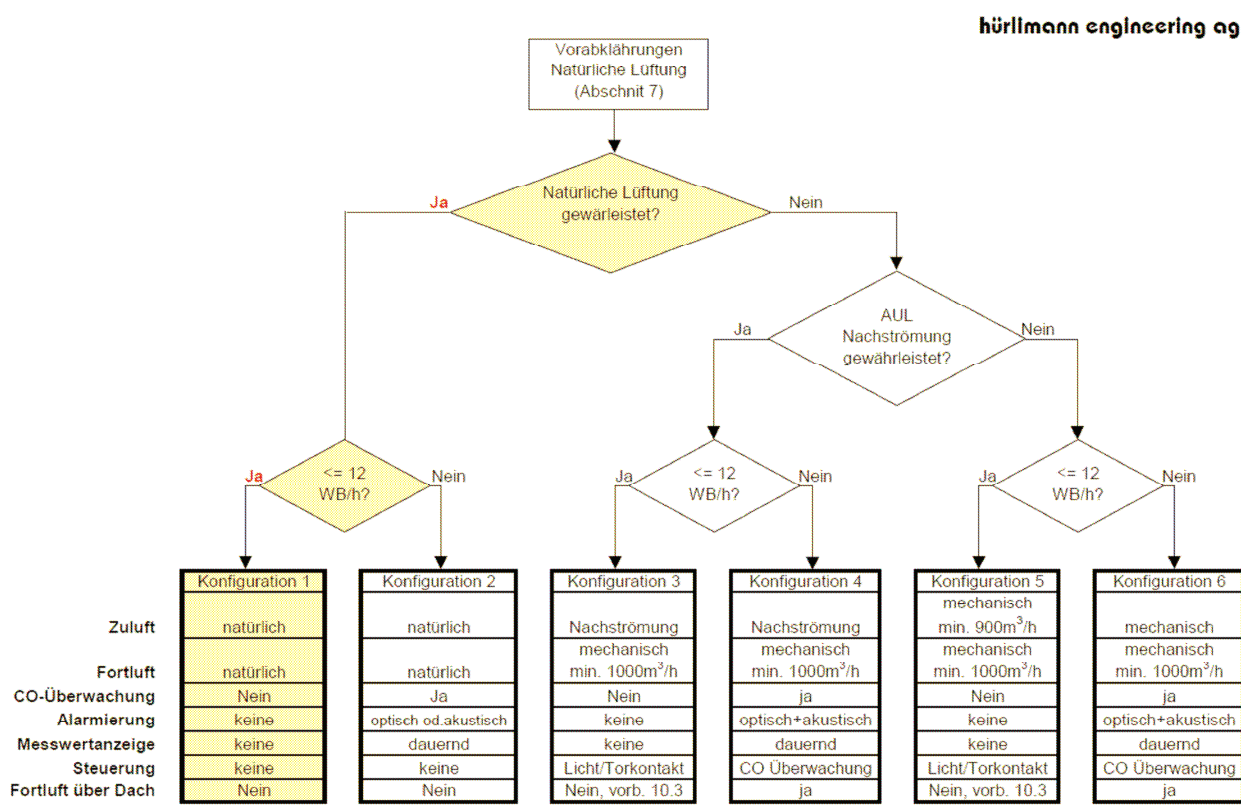 hürlimann engineering ag
Vorabklährungen
Natürliche Lüftung
(Abschnit 7)
Natürliche Lüftung
gewärleistet?
Ja
Nein
AUL
Nachströmung
gewährleistet?
Ja
Nein
<= 12
WB/h?
Ja
Nein
<= 12
WB/h?
Ja
Nein
<= 12
WB/h?
Ja
Nein
Konfiguration 1 Konfiguration 2 Konfiguration 3 Konfiguration 4 Konfiguration 5 Konfiguration 6
mechanisch
Zuluft natürlich natürlich Nachströmung Nachströmung min. 900m³/h mechanisch
mechanisch mechanisch mechanisch mechanisch
Fortluft natürlich natürlich min. 1000m³/h min. 1000m³/h min. 1000m³/h min. 1000m³/h
CO-Überwachung Nein Ja Nein ja Nein ja
Alarmierung keine optisch od.akustisch keine optisch+akustisch keine optisch+akustisch
Messwertanzeige keine dauernd keine dauernd keine dauernd
Steuerung keine keine Licht/Torkontakt CO Überwachung Licht/Torkontakt CO Überwachung
Fortluft über Dach Nein Nein Nein, vorb. 10.3 ja Nein, vorb. 10.3 ja